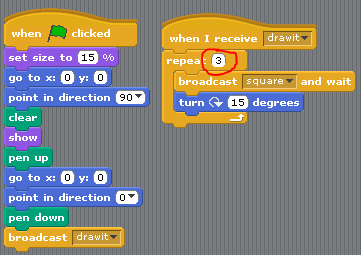 when clicked
set size to 15 %
go to x: 0 y: 0
point in direction 90
clear
show
pen up
go to x: 0 y: 0
point in direction 0
pen down
broadcast drawit
when I receive drawit
repeat 3
broadcast square and wait
turn 15 degrees